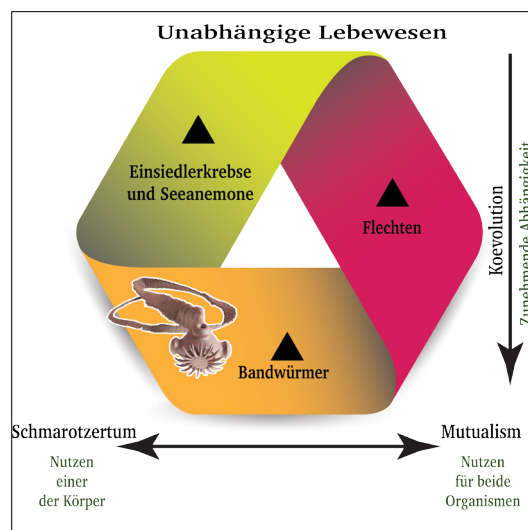 Unabhängige Lebewesen
Einsiedlerkrebse
und Seeanemone
Flechten
Bandwürmer
Koevolution
Zunehmende Abhängigkeit
Schmarotzertum
Nutzen
einer
der Körper
Mutualism
Nutzen
für beide
Organismen